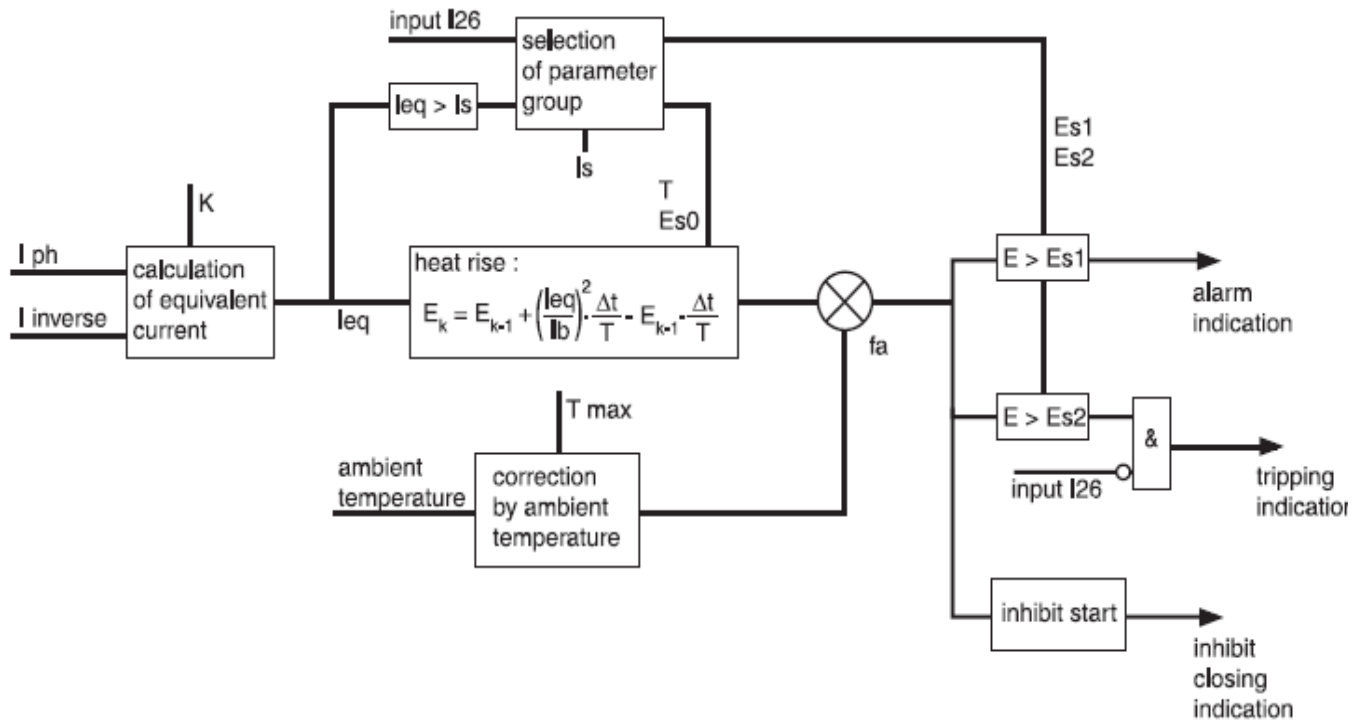 input I26
selection
of parameter
group
Ieq > Is
Is
Es1
Es2
T
Es0
K
I ph
I inverse
calculation
of equivalent
current
Ieq
heat rise :
E_k = E_{k-1} + (Ieq/Ib)^2 · Δt/T - E_{k-1} · Δt/T
fa
E > Es1
alarm
indication
T max
E > Es2
&
input I26
tripping
indication
ambient
temperature
correction
by ambient
temperature
inhibit start
inhibit
closing
indication